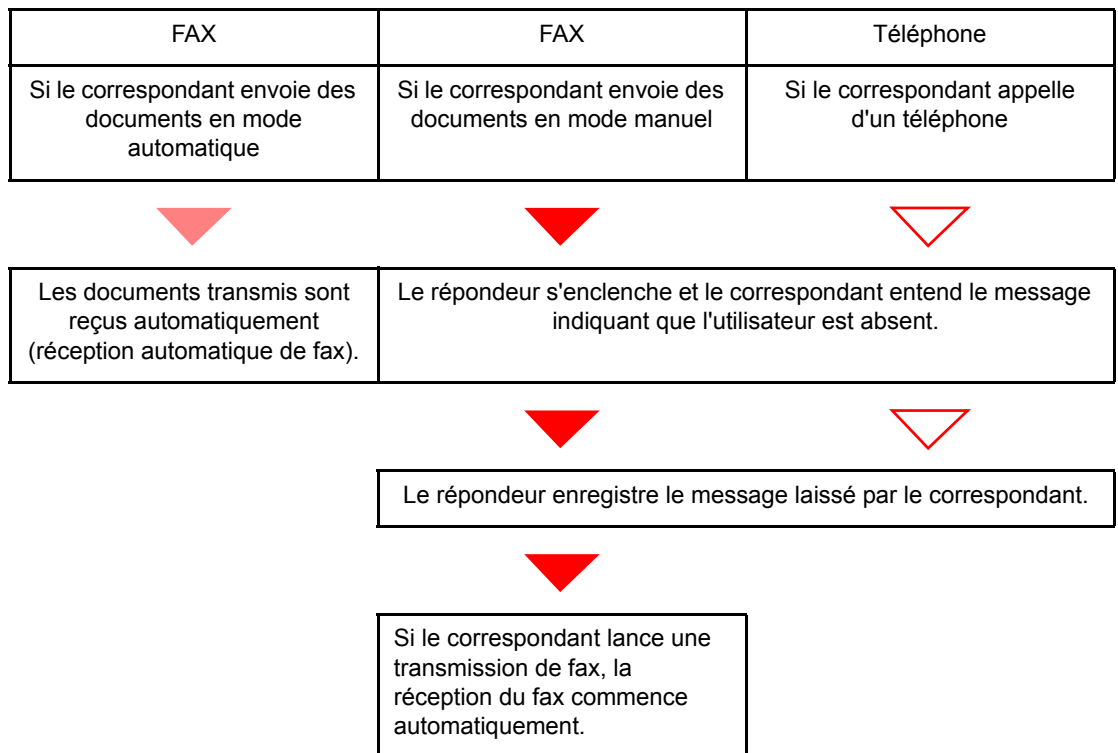 FAX
FAX
Téléphone
Si le correspondant envoie des
documents en mode
automatique
Si le correspondant envoie des
documents en mode manuel
Si le correspondant appelle
d'un téléphone
Les documents transmis sont
reçus automatiquement
(réception automatique de fax).
Le répondeur s'enclenche et le correspondant entend le message
indiquant que l'utilisateur est absent.
Le répondeur enregistre le message laissé par le correspondant.
Si le correspondant lance une
transmission de fax, la
réception du fax commence
automatiquement.